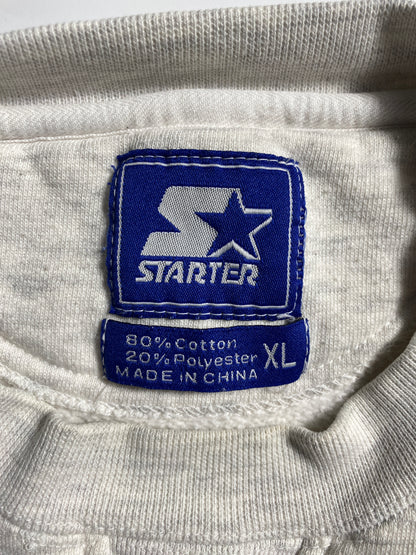 STARTER
80% Cotton
20% Polyester XL
MADE IN CHINA